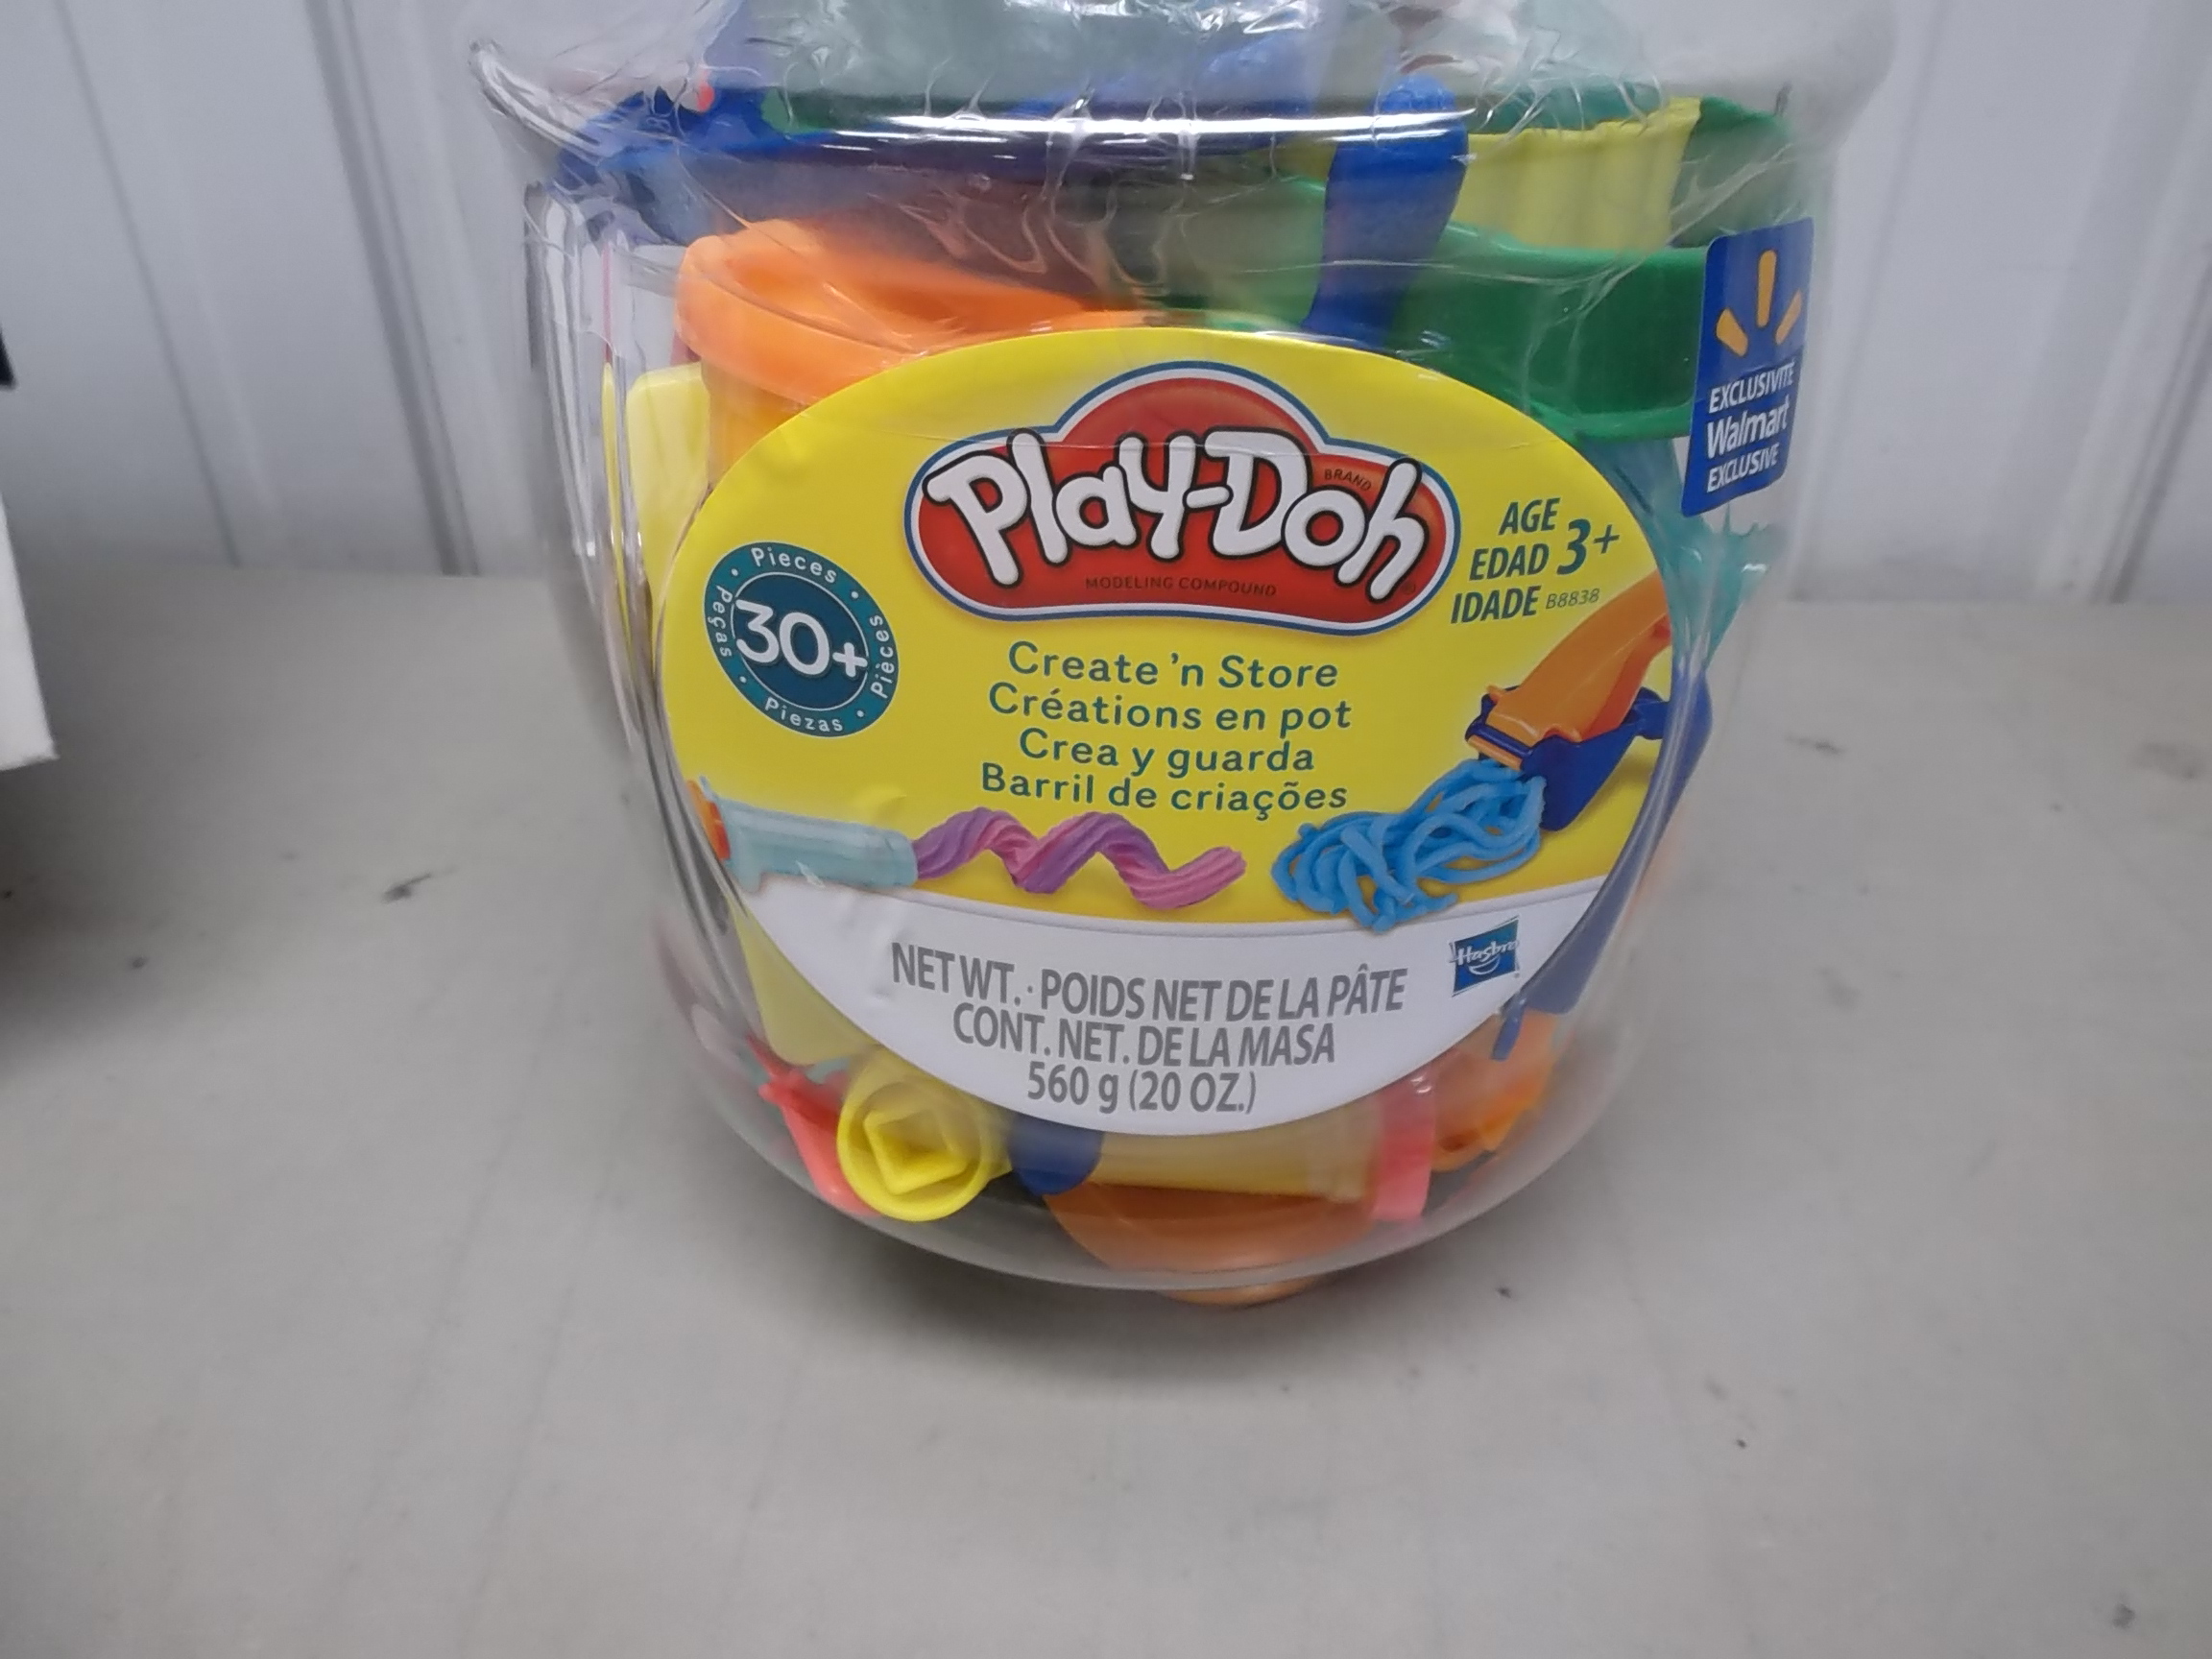 EXCLUSIVITÉ
Walmart
EXCLUSIVE
Play-Doh
BRAND
MODELING COMPOUND
AGE
EDAD 3+
IDADE B8838
Pieces
Pièces
Piezas
Peças
30+
Create 'n Store
Créations en pot
Crea y guarda
Barril de criações
Hasbro
NET WT. · POIDS NET DE LA PÂTE
CONT. NET. DE LA MASA
560 g (20 OZ.)